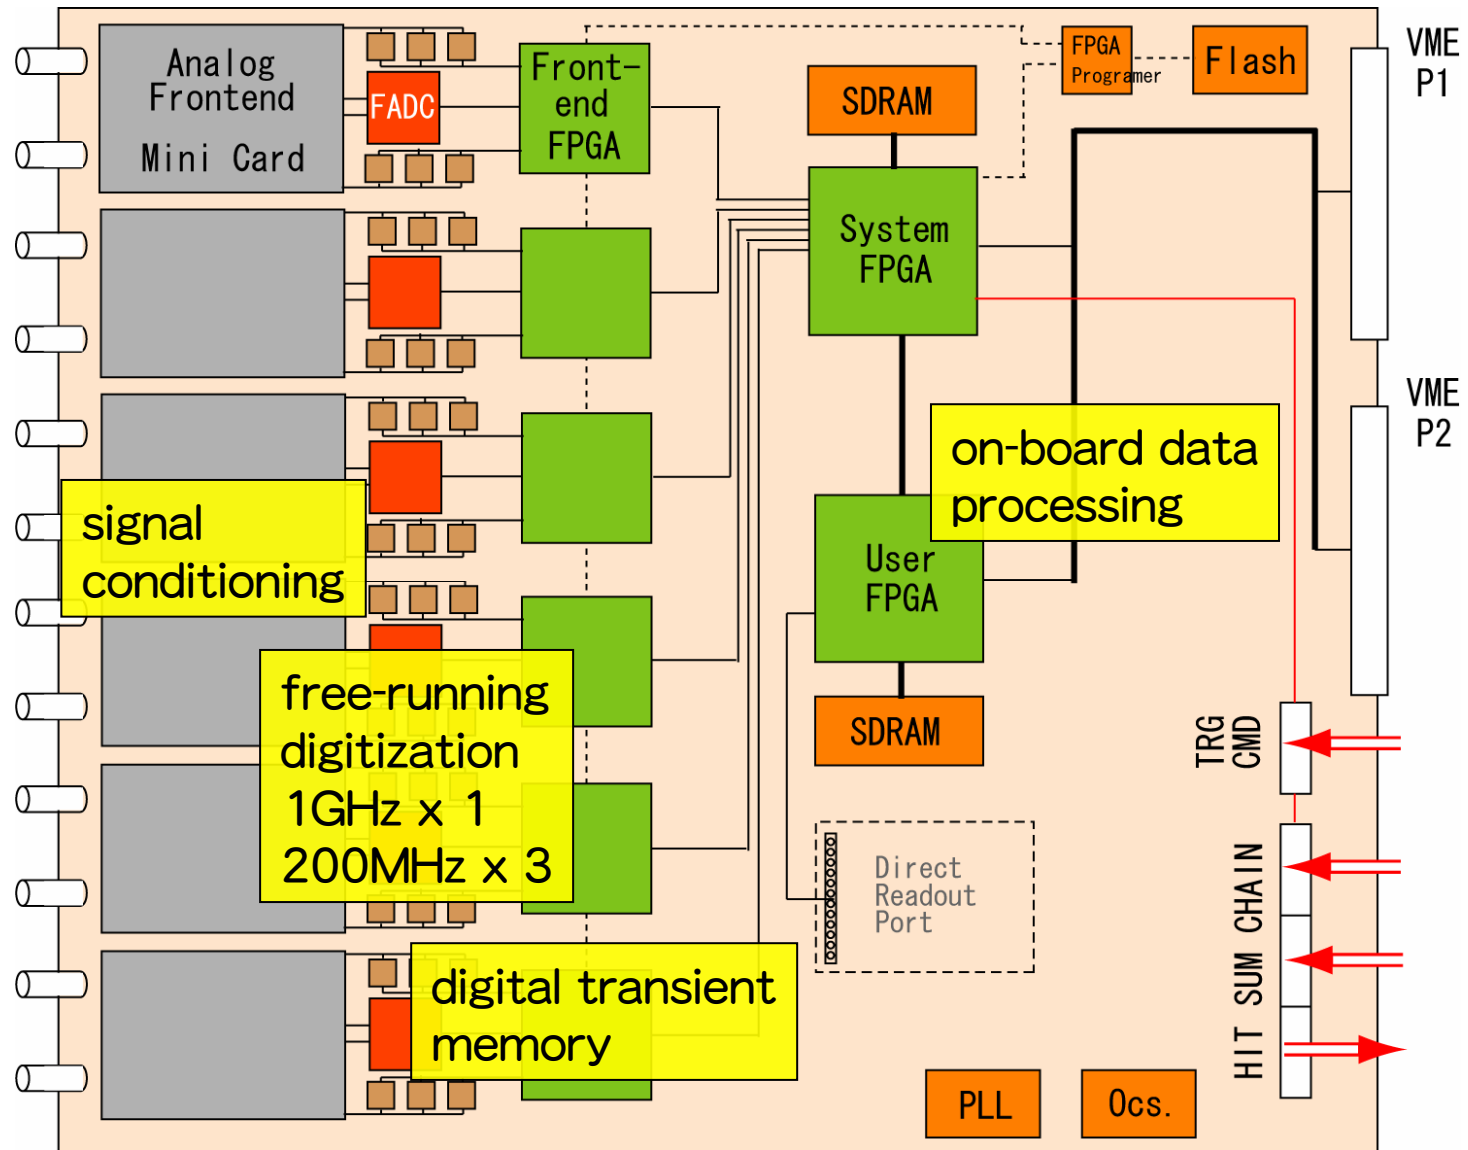 Analog
Frontend
Mini Card
FADC
Front-
end
FPGA
SDRAM
FPGA
Programer
Flash
VME
P1
System
FPGA
VME
P2
on-board data
processing
signal
conditioning
User
FPGA
free-running
digitization
1GHz x 1
200MHz x 3
SDRAM
TRG
CMD
Direct
Readout
Port
HIT SUM CHAIN
digital transient
memory
PLL
Ocs.